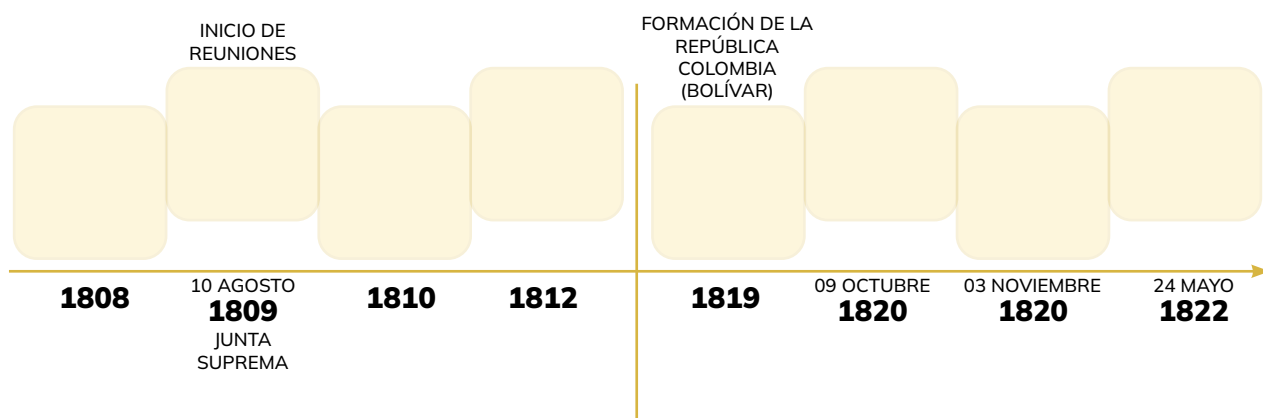 INICIO DE
REUNIONES
FORMACIÓN DE LA
REPÚBLICA
COLOMBIA
(BOLÍVAR)
1808
10 AGOSTO
1809
JUNTA
SUPREMA
1810
1812
1819
09 OCTUBRE
1820
03 NOVIEMBRE
1820
24 MAYO
1822